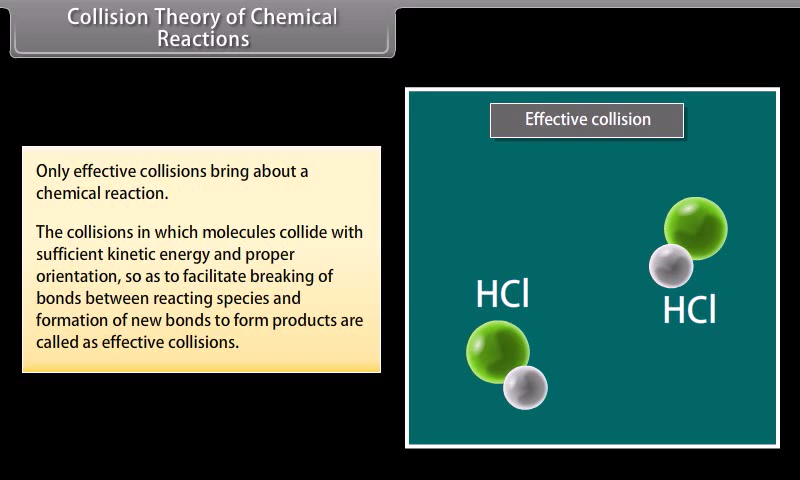 Collision Theory of Chemical
Reactions
Effective collision
Only effective collisions bring about a
chemical reaction.
The collisions in which molecules collide with
sufficient kinetic energy and proper
orientation, so as to facilitate breaking of
bonds between reacting species and
formation of new bonds to form products are
called as effective collisions.
HCl
HCl